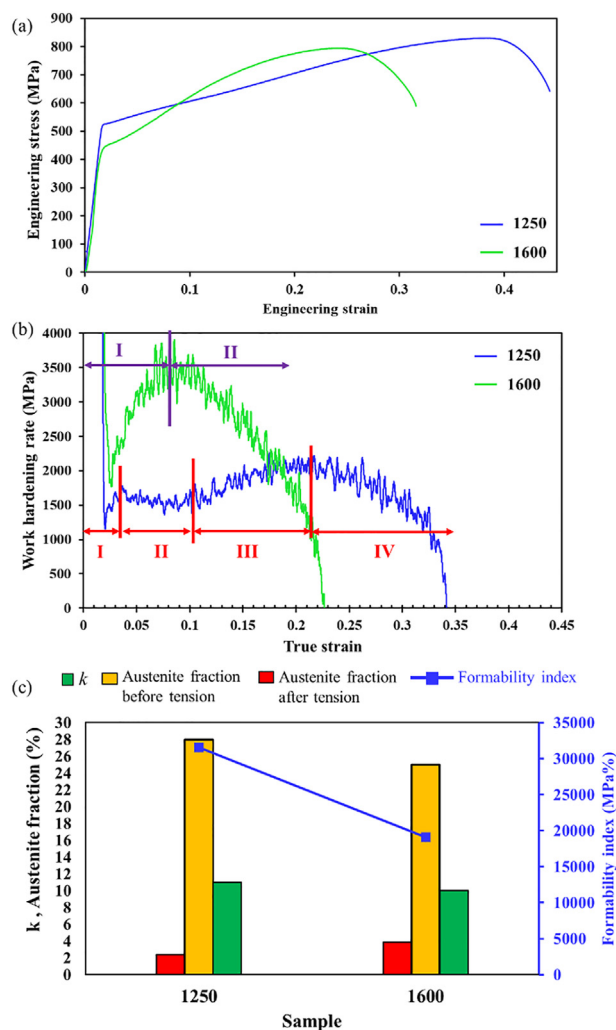 (a)
Engineering stress (MPa)
900
800
700
600
500
400
300
200
100
0
0
0.1
0.2
0.3
0.4
Engineering strain
1250
1600
(b)
Work hardening rate (MPa)
4000
3500
3000
2500
2000
1500
1000
500
0
I
II
1250
1600
I
II
III
IV
0
0.05
0.1
0.15
0.2
0.25
0.3
0.35
0.4
0.45
True strain
k
Austenite fraction
before tension
Austenite fraction
after tension
Formability index
(c)
k , Austenite fraction (%)
30
28
26
24
22
20
18
16
14
12
10
8
6
4
2
0
35000
30000
25000
20000
15000
10000
5000
0
Formability index (MPa%)
1250
1600
Sample